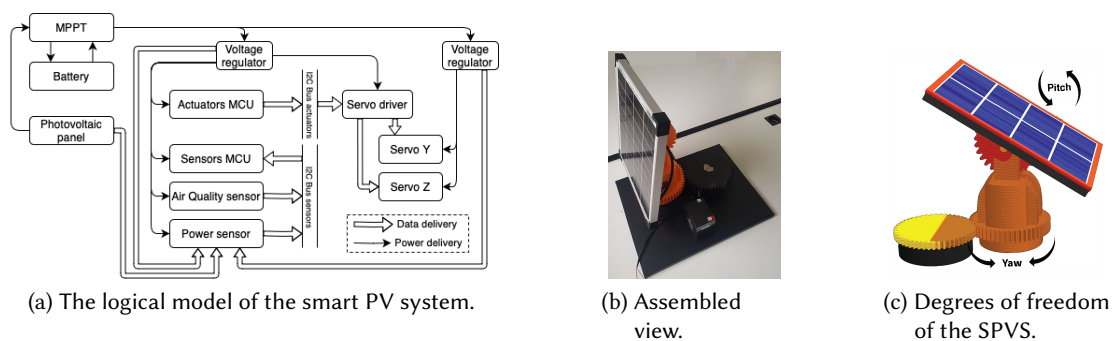 MPPT
Battery
Photovoltaic
panel
Voltage
regulator
Voltage
regulator
Actuators MCU
I2C Bus actuators
Servo driver
Servo Y
Servo Z
Sensors MCU
Air Quality sensor
Power sensor
I2C Bus sensors
Data delivery
Power delivery
(a) The logical model of the smart PV system.
(b) Assembled
view.
Pitch
Yaw
(c) Degrees of freedom
of the SPVS.